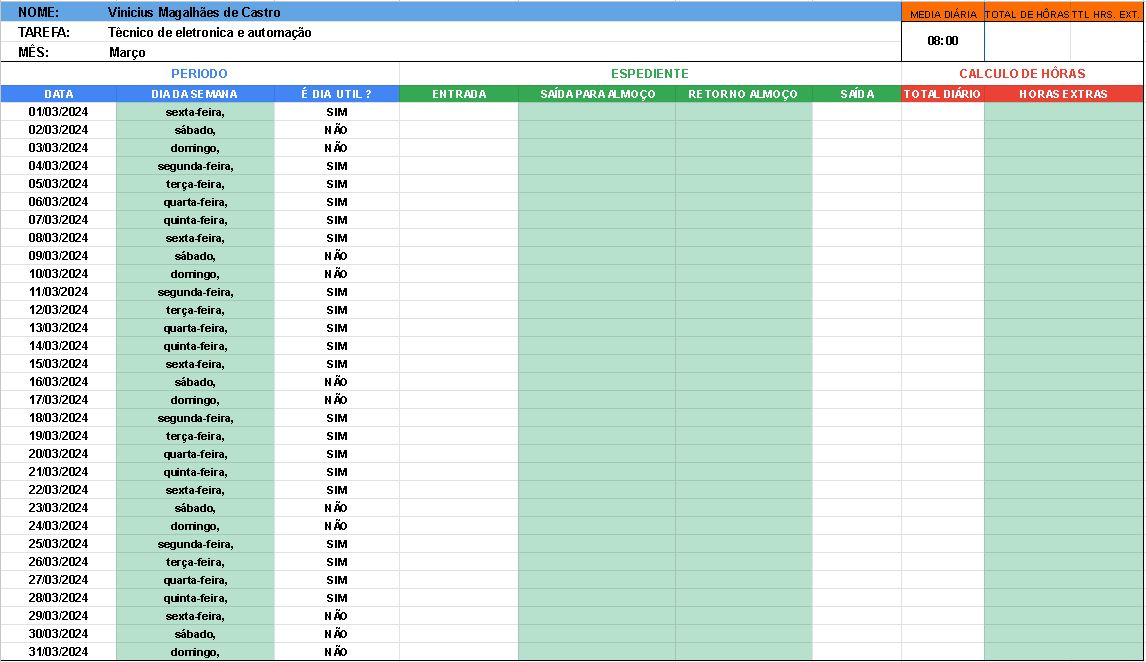 NOME: Vinicius Magalhães de Castro MEDIA DIÁRIA TOTAL DE HÔRAS TTL HRS. EXT.
TAREFA: Têcnico de eletronica e automação
08:00
MÊS: Março
PERIODO ESPEDIENTE CALCULO DE HÔRAS
DATA DIA DA SEMANA É DIA UTIL ? ENTRADA SAÍDA PARA ALMOÇO RETORNO ALMOÇO SAÍDA TOTAL DIÁRIO HORAS EXTRAS
01/03/2024 sexta-feira, SIM
02/03/2024 sábado, NÃO
03/03/2024 domingo, NÃO
04/03/2024 segunda-feira, SIM
05/03/2024 terça-feira, SIM
06/03/2024 quarta-feira, SIM
07/03/2024 quinta-feira, SIM
08/03/2024 sexta-feira, SIM
09/03/2024 sábado, NÃO
10/03/2024 domingo, NÃO
11/03/2024 segunda-feira, SIM
12/03/2024 terça-feira, SIM
13/03/2024 quarta-feira, SIM
14/03/2024 quinta-feira, SIM
15/03/2024 sexta-feira, SIM
16/03/2024 sábado, NÃO
17/03/2024 domingo, NÃO
18/03/2024 segunda-feira, SIM
19/03/2024 terça-feira, SIM
20/03/2024 quarta-feira, SIM
21/03/2024 quinta-feira, SIM
22/03/2024 sexta-feira, SIM
23/03/2024 sábado, NÃO
24/03/2024 domingo, NÃO
25/03/2024 segunda-feira, SIM
26/03/2024 terça-feira, SIM
27/03/2024 quarta-feira, SIM
28/03/2024 quinta-feira, SIM
29/03/2024 sexta-feira, NÃO
30/03/2024 sábado, NÃO
31/03/2024 domingo, NÃO